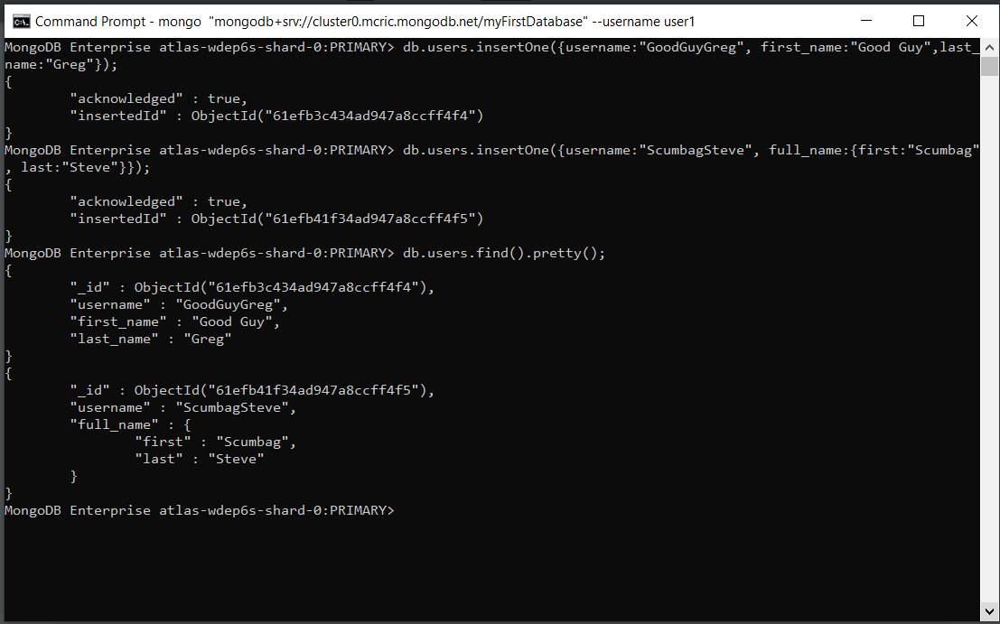 Command Prompt - mongo "mongodb+srv://cluster0.mcric.mongodb.net/myFirstDatabase" --username user1
MongoDB Enterprise atlas-wdep6s-shard-0:PRIMARY> db.users.insertOne({username:"GoodGuyGreg", first_name:"Good Guy",last_
name:"Greg"});
{
        "acknowledged" : true,
        "insertedId" : ObjectId("61efb3c434ad947a8ccff4f4")
}
MongoDB Enterprise atlas-wdep6s-shard-0:PRIMARY> db.users.insertOne({username:"ScumbagSteve", full_name:{first:"Scumbag"
, last:"Steve"}});
{
        "acknowledged" : true,
        "insertedId" : ObjectId("61efb41f34ad947a8ccff4f5")
}
MongoDB Enterprise atlas-wdep6s-shard-0:PRIMARY> db.users.find().pretty();
{
        "_id" : ObjectId("61efb3c434ad947a8ccff4f4"),
        "username" : "GoodGuyGreg",
        "first_name" : "Good Guy",
        "last_name" : "Greg"
}
{
        "_id" : ObjectId("61efb41f34ad947a8ccff4f5"),
        "username" : "ScumbagSteve",
        "full_name" : {
                "first" : "Scumbag",
                "last" : "Steve"
        }
}
MongoDB Enterprise atlas-wdep6s-shard-0:PRIMARY>